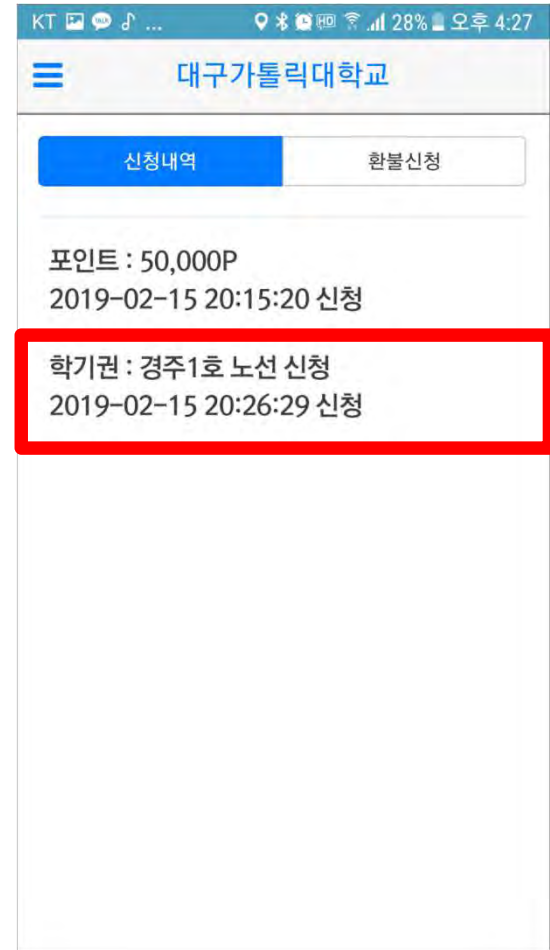 KT ... HD 28% 오후 4:27
대구가톨릭대학교
신청내역 환불신청
포인트 : 50,000P
2019-02-15 20:15:20 신청
학기권 : 경주1호 노선 신청
2019-02-15 20:26:29 신청